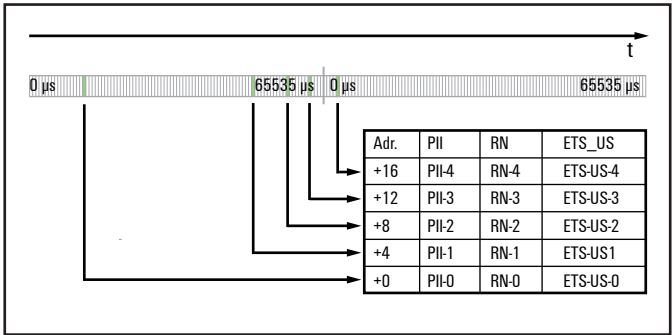 t
0 µs 65535 µs 0 µs 65535 µs
Adr. PII RN ETS_US
+16 PII-4 RN-4 ETS-US-4
+12 PII-3 RN-3 ETS-US-3
+8 PII-2 RN-2 ETS-US-2
+4 PII-1 RN-1 ETS-US1
+0 PII-0 RN-0 ETS-US-0